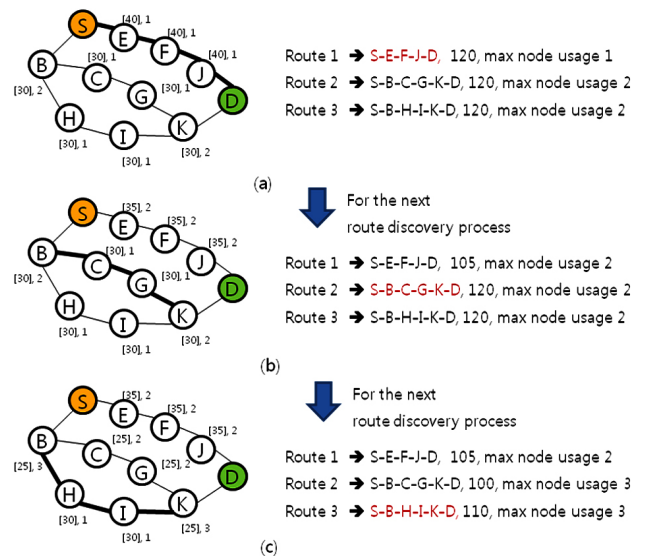 S
[40], 1
E
[40], 1
F
[40], 1
J
B
[30], 1
C
[30], 2
G
[30], 1
D
H
[30], 1
I
K
[30], 1
[30], 2
Route 1 ➔ S-E-F-J-D, 120, max node usage 1
Route 2 ➔ S-B-C-G-K-D, 120, max node usage 2
Route 3 ➔ S-B-H-I-K-D, 120, max node usage 2
(a)
For the next
route discovery process
S
[35], 2
E
[35], 2
F
[35], 2
J
B
[30], 1
C
[30], 2
G
[30], 1
D
H
[30], 1
I
K
[30], 1
[30], 2
Route 1 ➔ S-E-F-J-D, 105, max node usage 2
Route 2 ➔ S-B-C-G-K-D, 120, max node usage 2
Route 3 ➔ S-B-H-I-K-D, 120, max node usage 2
(b)
For the next
route discovery process
S
[35], 2
E
[35], 2
F
[35], 2
J
B
[25], 2
C
[25], 3
G
[25], 2
D
H
[30], 1
I
K
[30], 1
[25], 3
Route 1 ➔ S-E-F-J-D, 105, max node usage 2
Route 2 ➔ S-B-C-G-K-D, 100, max node usage 3
Route 3 ➔ S-B-H-I-K-D, 110, max node usage 3
(c)